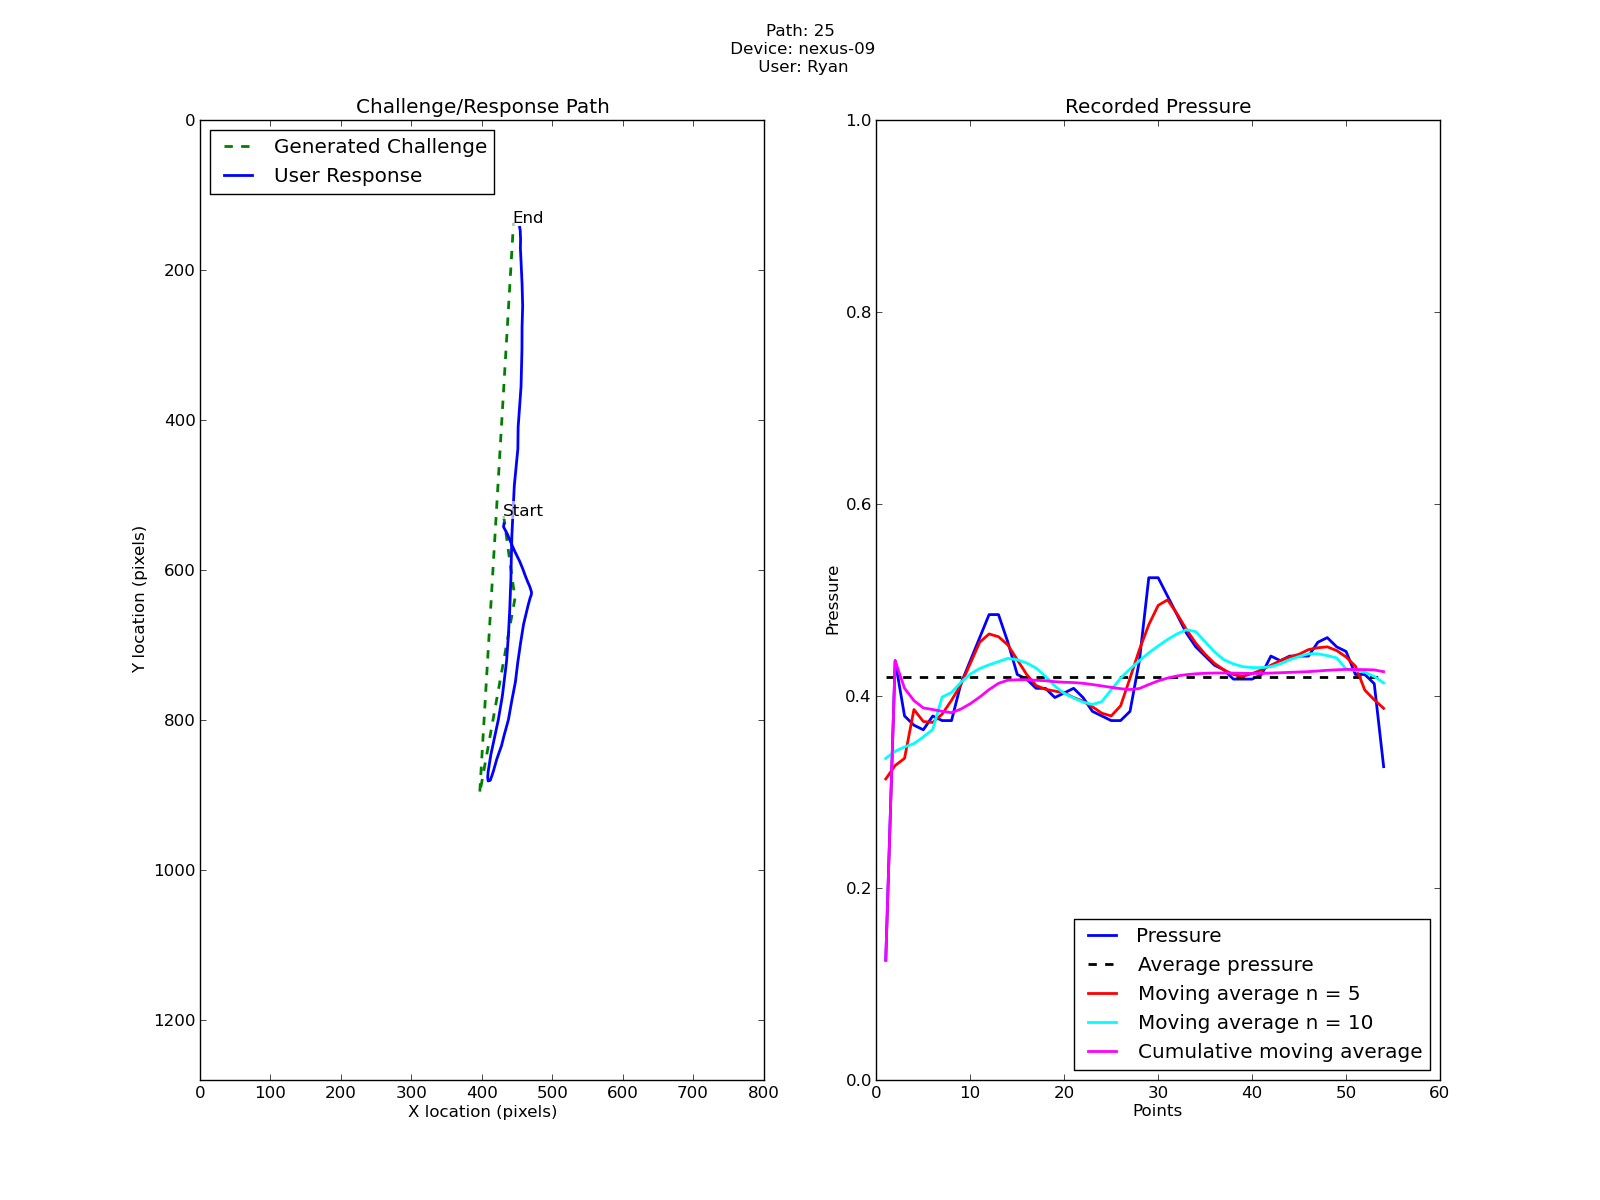 Path: 25
Device: nexus-09
User: Ryan
Challenge/Response Path
0
200
400
600
800
1000
1200
Y location (pixels)
Generated Challenge
User Response
End
Start
0 100 200 300 400 500 600 700 800
X location (pixels)
Recorded Pressure
1.0
0.8
0.6
0.4
0.2
0.0
Pressure
Pressure
Average pressure
Moving average n = 5
Moving average n = 10
Cumulative moving average
0 10 20 30 40 50 60
Points